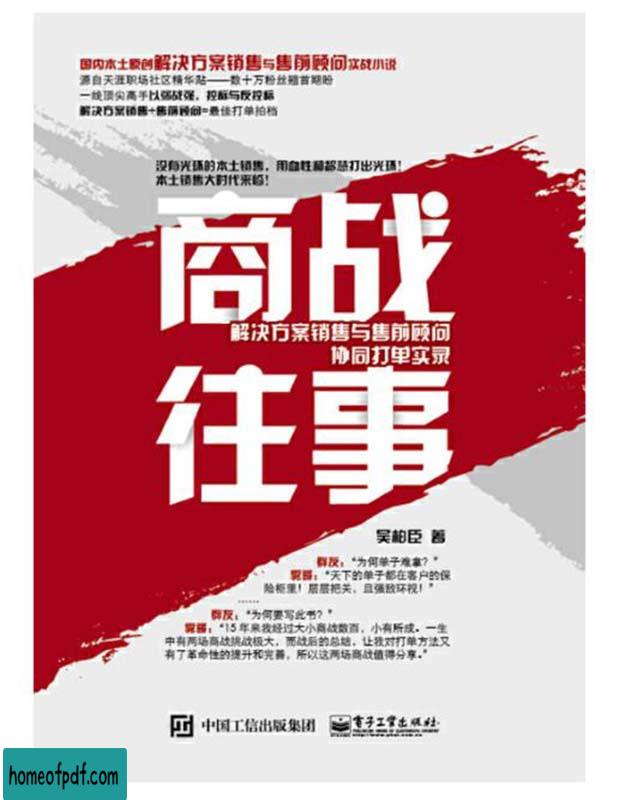 国内本土原创解决方案销售与售前顾问实战小说
源自天涯职场社区精华贴——数十万粉丝翘首期盼
一线顶尖高手以弱战强，控标与反控标
解决方案销售+售前顾问=最佳打单拍档
没有光环的本土销售，用血性和智慧打出光环！
本土销售大时代来临！
商战
解决方案销售与售前顾问
协同打单实录
往事
吴柏臣 著
群友：“为何单子难拿？”
鬼哥：“天下的单子都在客户的保
险柜里！层层把关，且强敌环视！”
……
群友：“为何要写此书？”
鬼哥：“15年来我经过大小商战数百，小有所成。一生
中有两场商战挑战极大，而战后的总结，让我对打单方法又
有了革命性的提升和完善，所以这两场商战值得分享。”
中国工信出版集团
电子工业出版社
PUBLISHING HOUSE OF ELECTRONICS INDUSTRY
http://www.phei.com.cn
homeofpdf.com